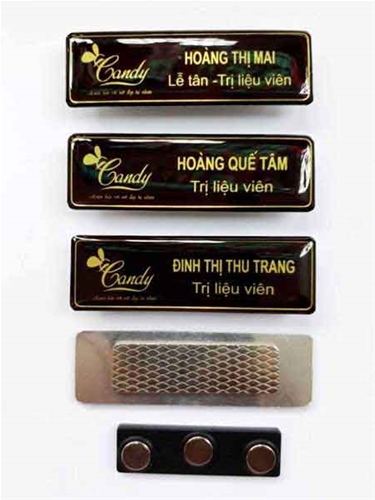 Candy
HOÀNG THỊ MAI
Lễ tân -Trị liệu viên
Candy
HOÀNG QUẾ TÂM
Trị liệu viên
Candy
ĐINH THỊ THU TRANG
Trị liệu viên